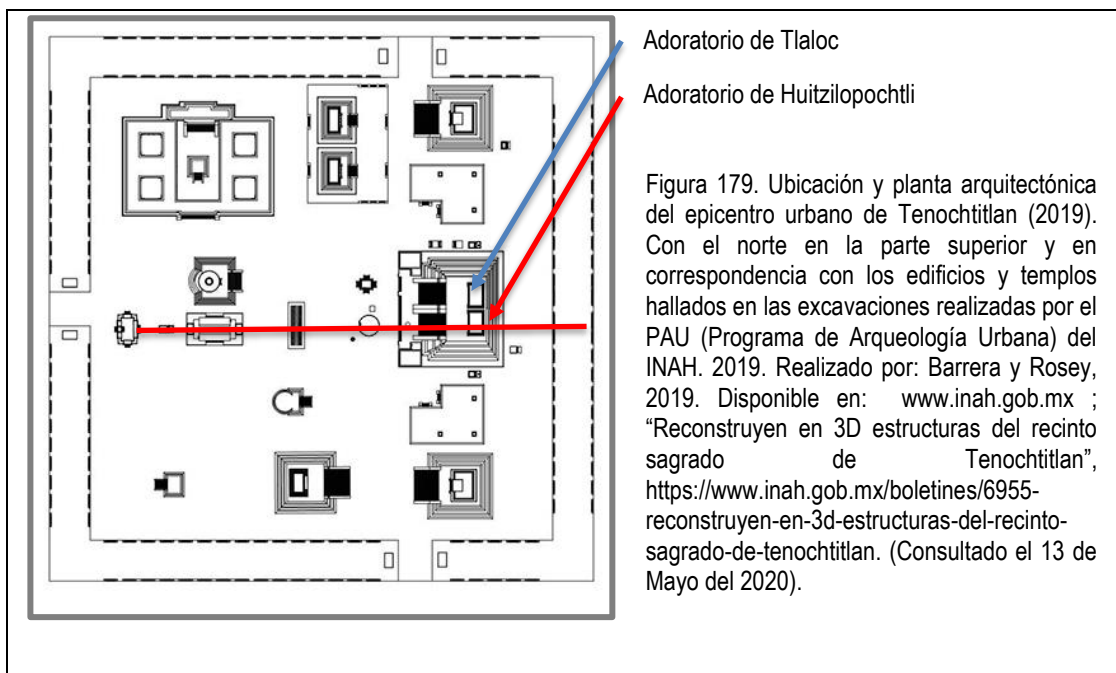 Adoratorio de Tlaloc
Adoratorio de Huitzilopochtli
Figura 179. Ubicación y planta arquitectónica
del epicentro urbano de Tenochtitlan (2019).
Con el norte en la parte superior y en
correspondencia con los edificios y templos
hallados en las excavaciones realizadas por el
PAU (Programa de Arqueología Urbana) del
INAH. 2019. Realizado por: Barrera y Rosey,
2019. Disponible en: www.inah.gob.mx ;
“Reconstruyen en 3D estructuras del recinto
sagrado de Tenochtitlan”,
https://www.inah.gob.mx/boletines/6955-
reconstruyen-en-3d-estructuras-del-recinto-
sagrado-de-tenochtitlan. (Consultado el 13 de
Mayo del 2020).